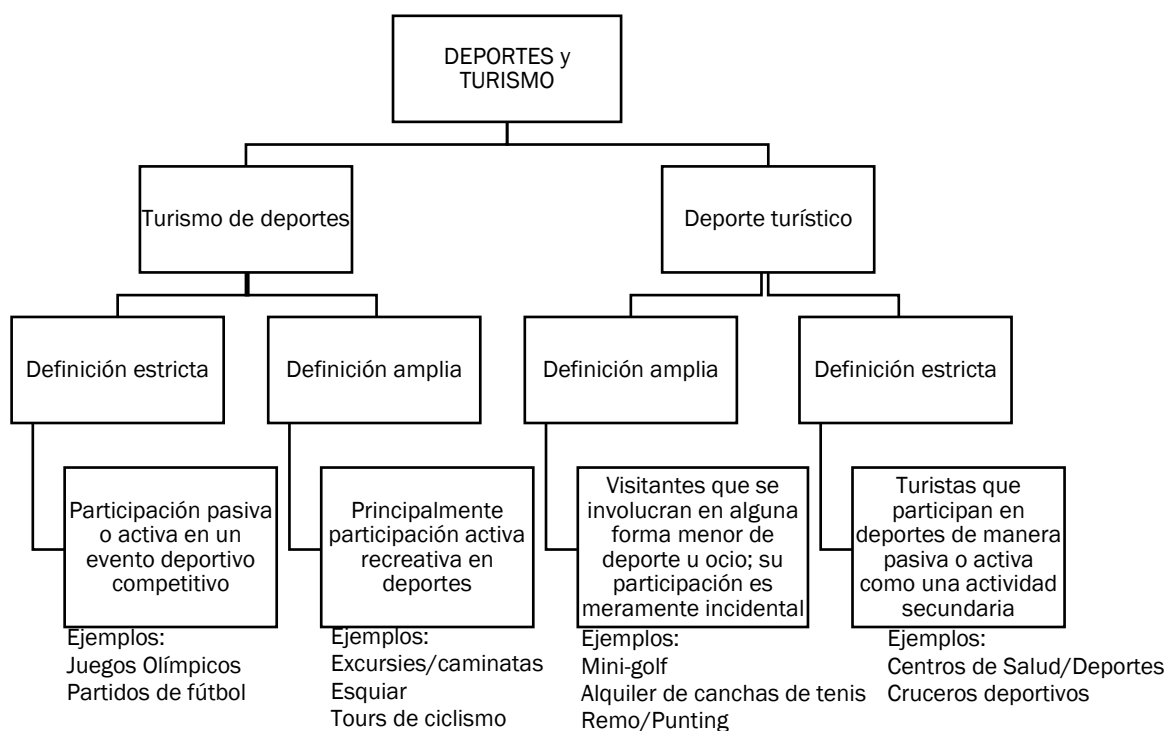 DEPORTES y
TURISMO
Turismo de deportes
Deporte turístico
Definición estricta
Definición amplia
Definición amplia
Definición estricta
Participación pasiva
o activa en un
evento deportivo
competitivo
Principalmente
participación activa
recreativa en
deportes
Visitantes que se
involucran en alguna
forma menor de
deporte u ocio; su
participación es
meramente incidental
Turistas que
participan en
deportes de manera
pasiva o activa
como una actividad
secundaria
Ejemplos:
Juegos Olímpicos
Partidos de fútbol
Ejemplos:
Excursies/caminatas
Esquiar
Tours de ciclismo
Ejemplos:
Mini-golf
Alquiler de canchas de tenis
Remo/Punting
Ejemplos:
Centros de Salud/Deportes
Cruceros deportivos